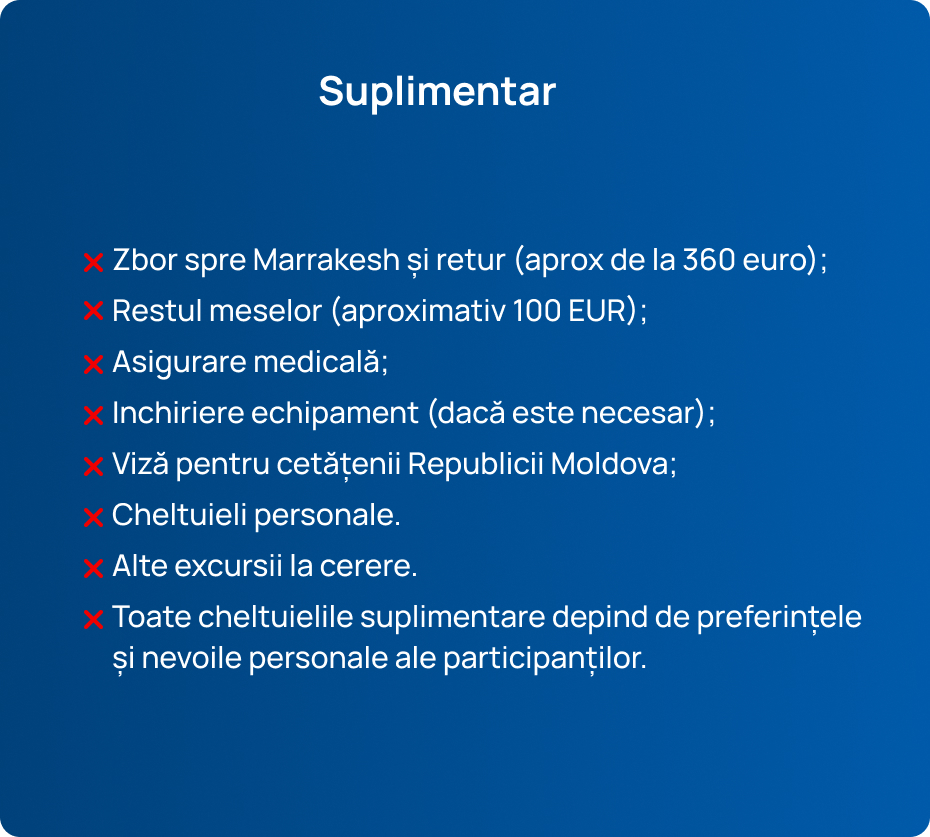 Suplimentar
Zbor spre Marrakesh și retur (aprox de la 360 euro);
Restul meselor (aproximativ 100 EUR);
Asigurare medicală;
Inchiriere echipament (dacă este necesar);
Viză pentru cetățenii Republicii Moldova;
Cheltuieli personale.
Alte excursii la cerere.
Toate cheltuielile suplimentare depind de preferințele
și nevoile personale ale participanților.